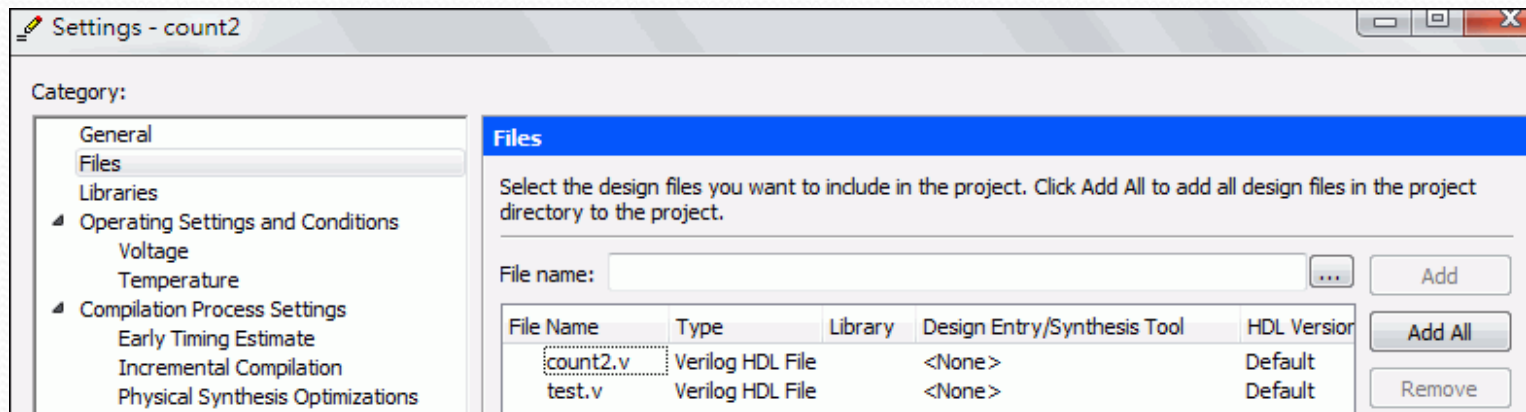 Settings - count2
Category:
General
Files
Libraries
Operating Settings and Conditions
Voltage
Temperature
Compilation Process Settings
Early Timing Estimate
Incremental Compilation
Physical Synthesis Optimizations
Files
Select the design files you want to include in the project. Click Add All to add all design files in the project
directory to the project.
File name: ... Add
File Name Type Library Design Entry/Synthesis Tool HDL Version Add All
count2.v Verilog HDL File <None> Default
test.v Verilog HDL File <None> Default Remove